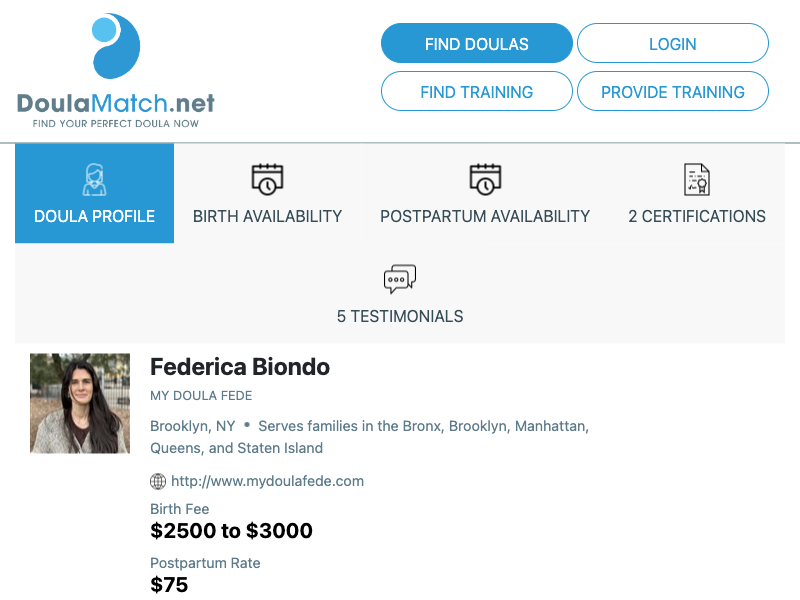 DoulaMatch.net
FIND YOUR PERFECT DOULA NOW
FIND DOULAS
LOGIN
FIND TRAINING
PROVIDE TRAINING
DOULA PROFILE
BIRTH AVAILABILITY
POSTPARTUM AVAILABILITY
2 CERTIFICATIONS
5 TESTIMONIALS
Federica Biondo
MY DOULA FEDE
Brooklyn, NY • Serves families in the Bronx, Brooklyn, Manhattan,
Queens, and Staten Island
http://www.mydoulafede.com
Birth Fee
$2500 to $3000
Postpartum Rate
$75